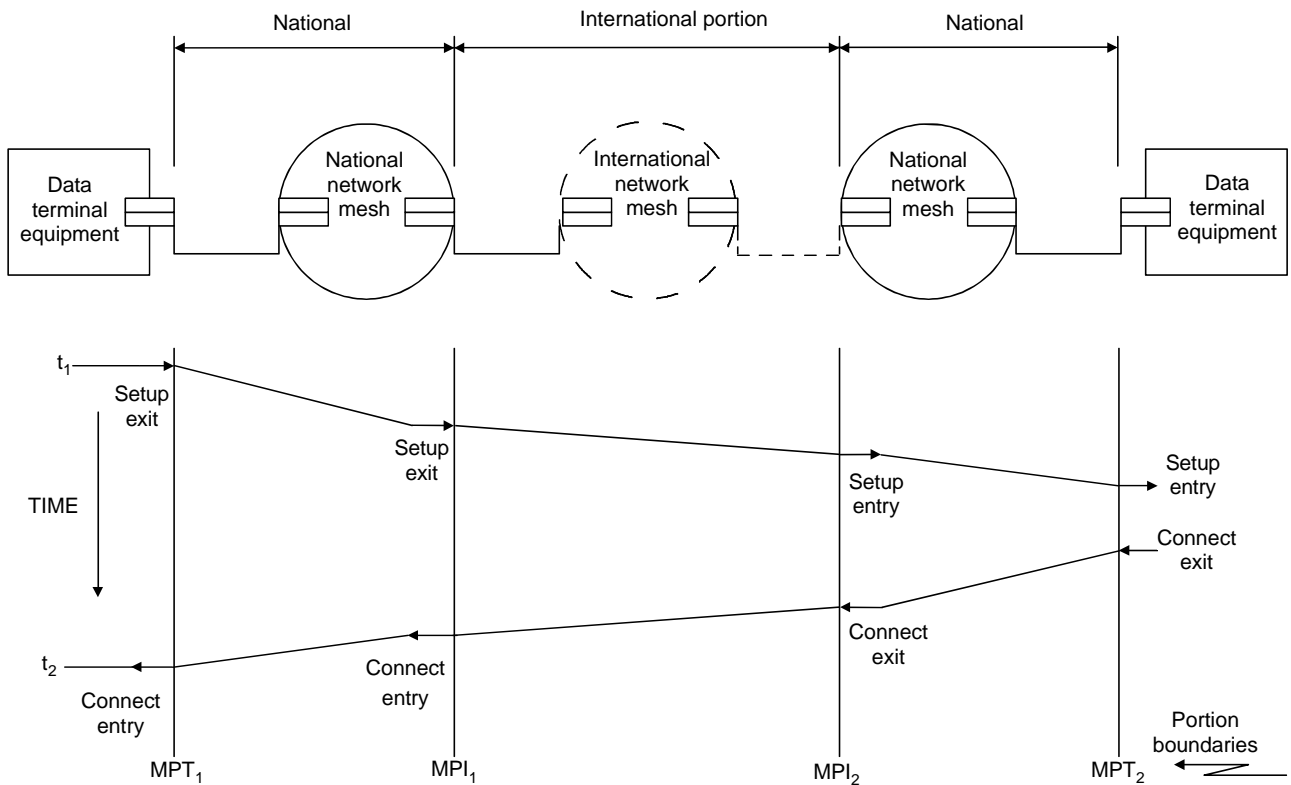 National
International portion
National
Data
terminal
equipment
National
network
mesh
International
network
mesh
National
network
mesh
Data
terminal
equipment
t1
Setup
exit
Setup
exit
Setup
entry
Setup
entry
TIME
Connect
exit
Connect
exit
Connect
entry
t2
Connect
entry
Portion
boundaries
MPT1
MPI1
MPI2
MPT2